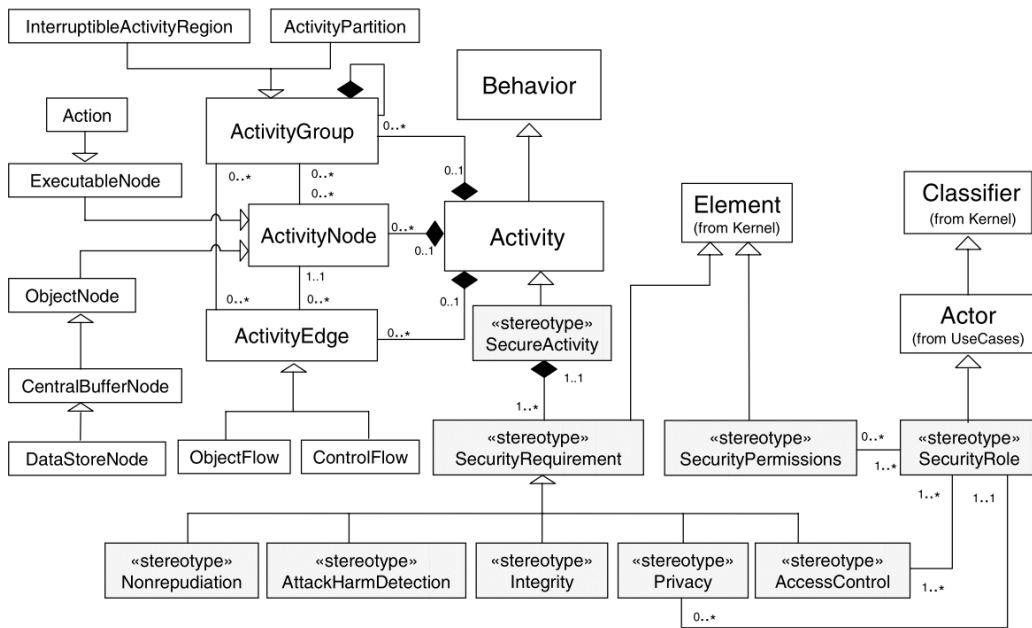 InterruptibleActivityRegion
ActivityPartition
Behavior
Action
ActivityGroup
0..*
ExecutableNode
0..*
0..*
0..1
Element
(from Kernel)
Classifier
(from Kernel)
0..*
ActivityNode
0..*
0..1
Activity
1..1
ObjectNode
0..*
0..*
0..1
ActivityEdge
0..*
«stereotype»
SecureActivity
Actor
(from UseCases)
CentralBufferNode
1..1
1..*
DataStoreNode
ObjectFlow
ControlFlow
«stereotype»
SecurityRequirement
«stereotype»
SecurityPermissions
0..*
1..*
«stereotype»
SecurityRole
1..*
1..1
«stereotype»
Nonrepudiation
«stereotype»
AttackHarmDetection
«stereotype»
Integrity
«stereotype»
Privacy
«stereotype»
AccessControl
1..*
0..*